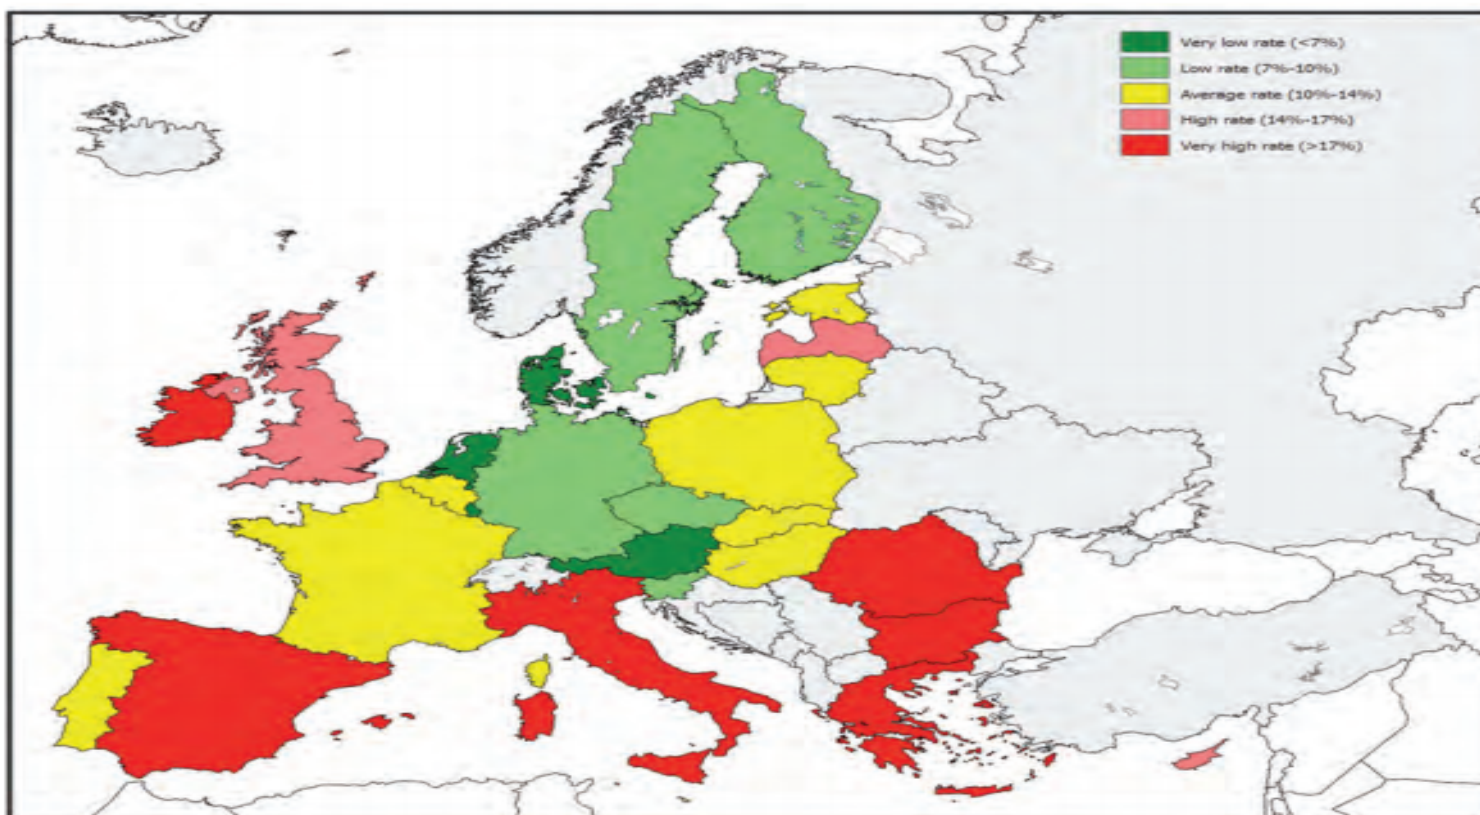 Very low rate (<7%)
Low rate (7%-10%)
Average rate (10%-14%)
High rate (14%-17%)
Very high rate (>17%)